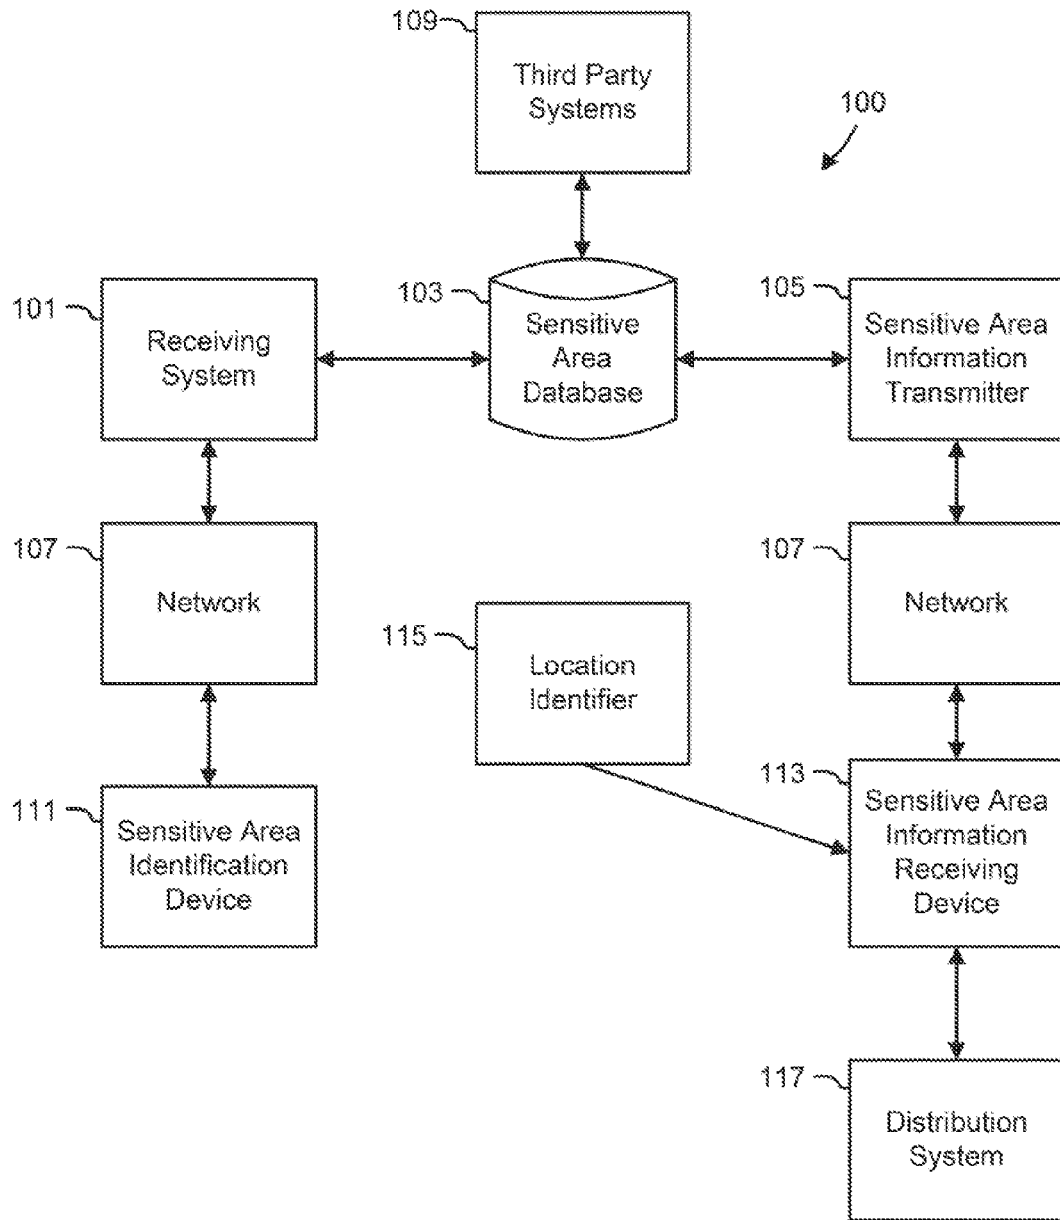 109
Third Party
Systems
100
101
Receiving
System
103
Sensitive
Area
Database
105
Sensitive Area
Information
Transmitter
107
Network
107
Network
115
Location
Identifier
111
Sensitive Area
Identification
Device
113
Sensitive Area
Information
Receiving
Device
117
Distribution
System